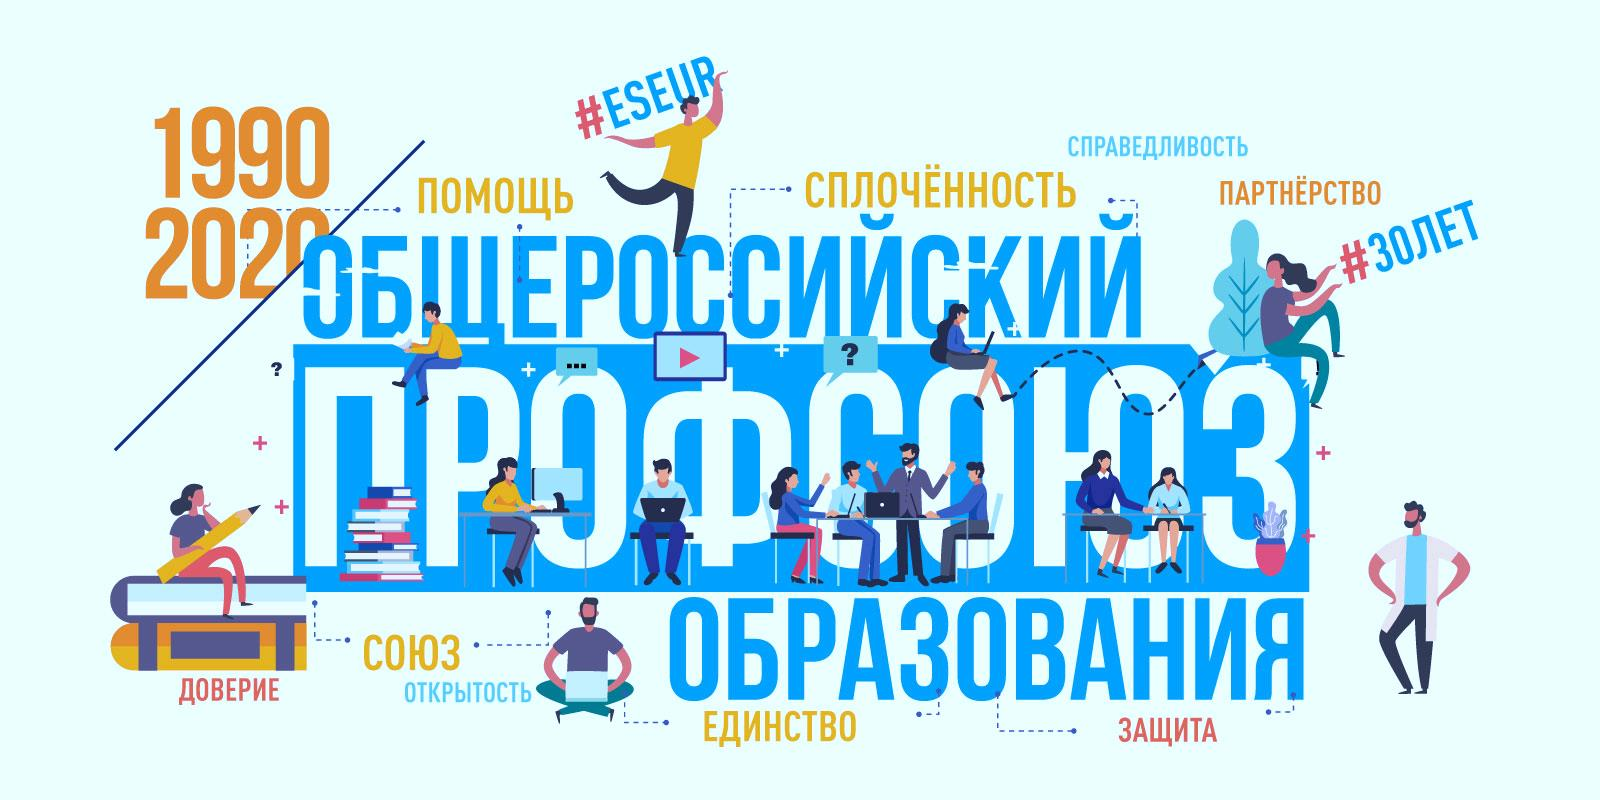 #ESEUR
1990
2020
СПРАВЕДЛИВОСТЬ
ПОМОЩЬ
СПЛОЧЁННОСТЬ
ПАРТНЁРСТВО
#30ЛЕТ
ОБЩЕРОССИЙСКИЙ
?
...
?
ПРОФСОЮЗ
ОБРАЗОВАНИЯ
СОЮЗ
ДОВЕРИЕ
ОТКРЫТОСТЬ
ЕДИНСТВО
ЗАЩИТА